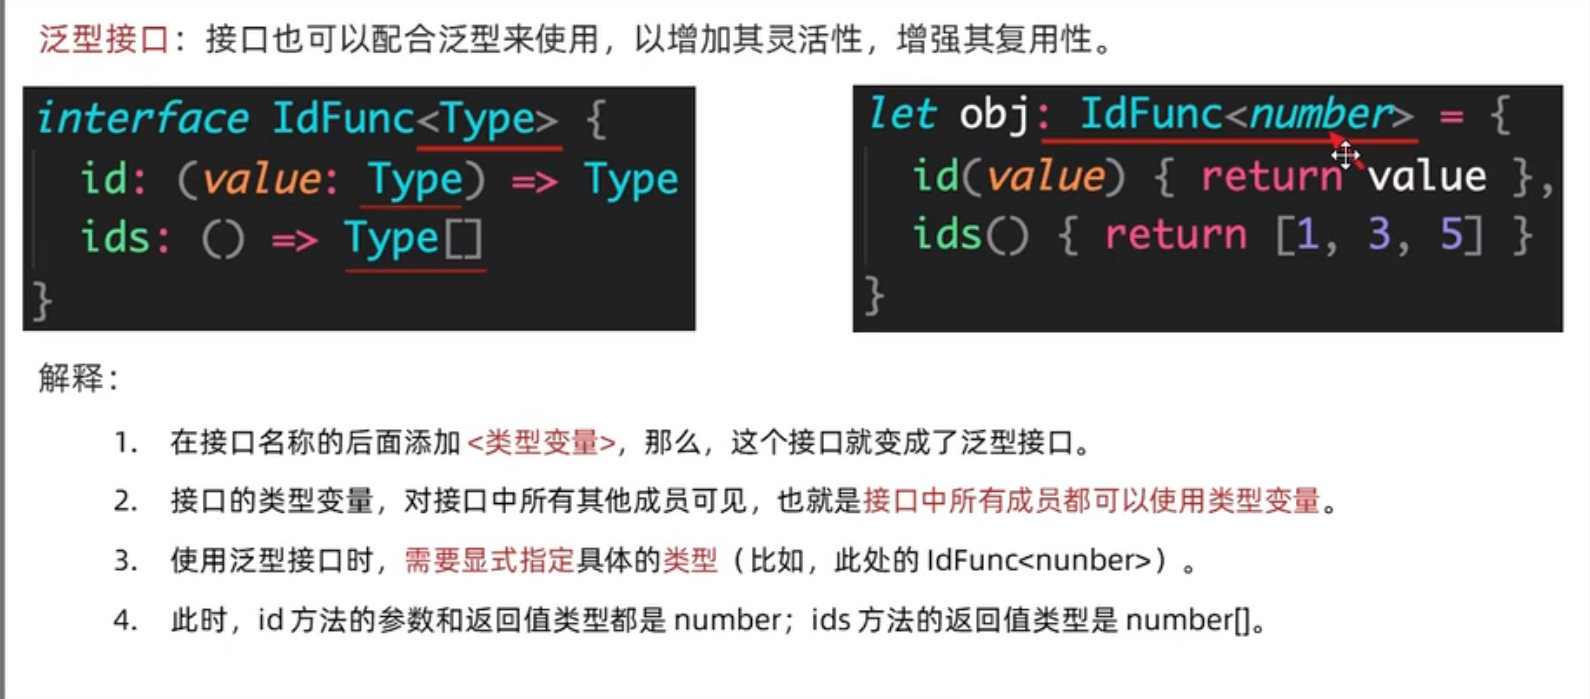 泛型接口：接口也可以配合泛型来使用，以增加其灵活性，增强其复用性。
interface IdFunc<Type> {
id: (value: Type) => Type
ids: () => Type[]
}
let obj: IdFunc<number> = {
id(value) { return value },
ids() { return [1, 3, 5] }
}
解释：
1. 在接口名称的后面添加 <类型变量>，那么，这个接口就变成了泛型接口。
2. 接口的类型变量，对接口中所有其他成员可见，也就是接口中所有成员都可以使用类型变量。
3. 使用泛型接口时，需要显式指定具体的类型（比如，此处的 IdFunc<nunber>）。
4. 此时，id 方法的参数和返回值类型都是 number；ids 方法的返回值类型是 number[]。